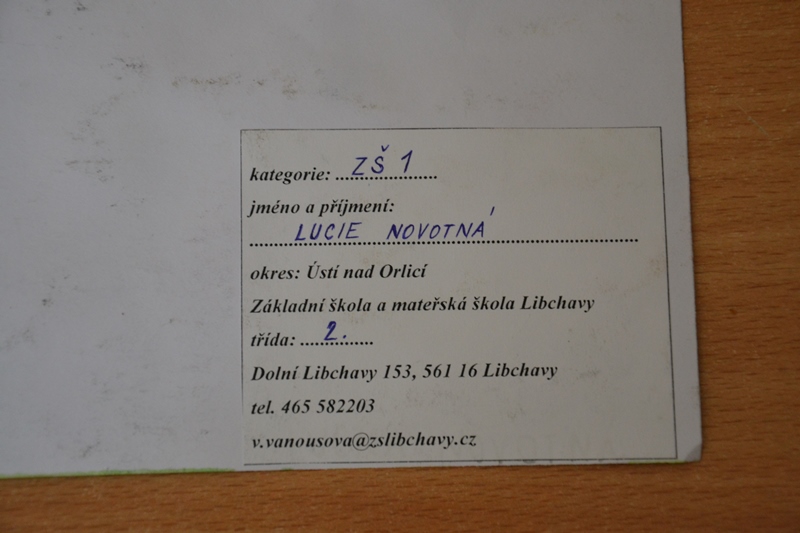 kategorie: ZŠ 1
jméno a příjmení:
LUCIE NOVOTNÁ
okres: Ústí nad Orlicí
Základní škola a mateřská škola Libchavy
třída: 2.
Dolní Libchavy 153, 561 16 Libchavy
tel. 465 582203
v.vanousova@zslibchavy.cz